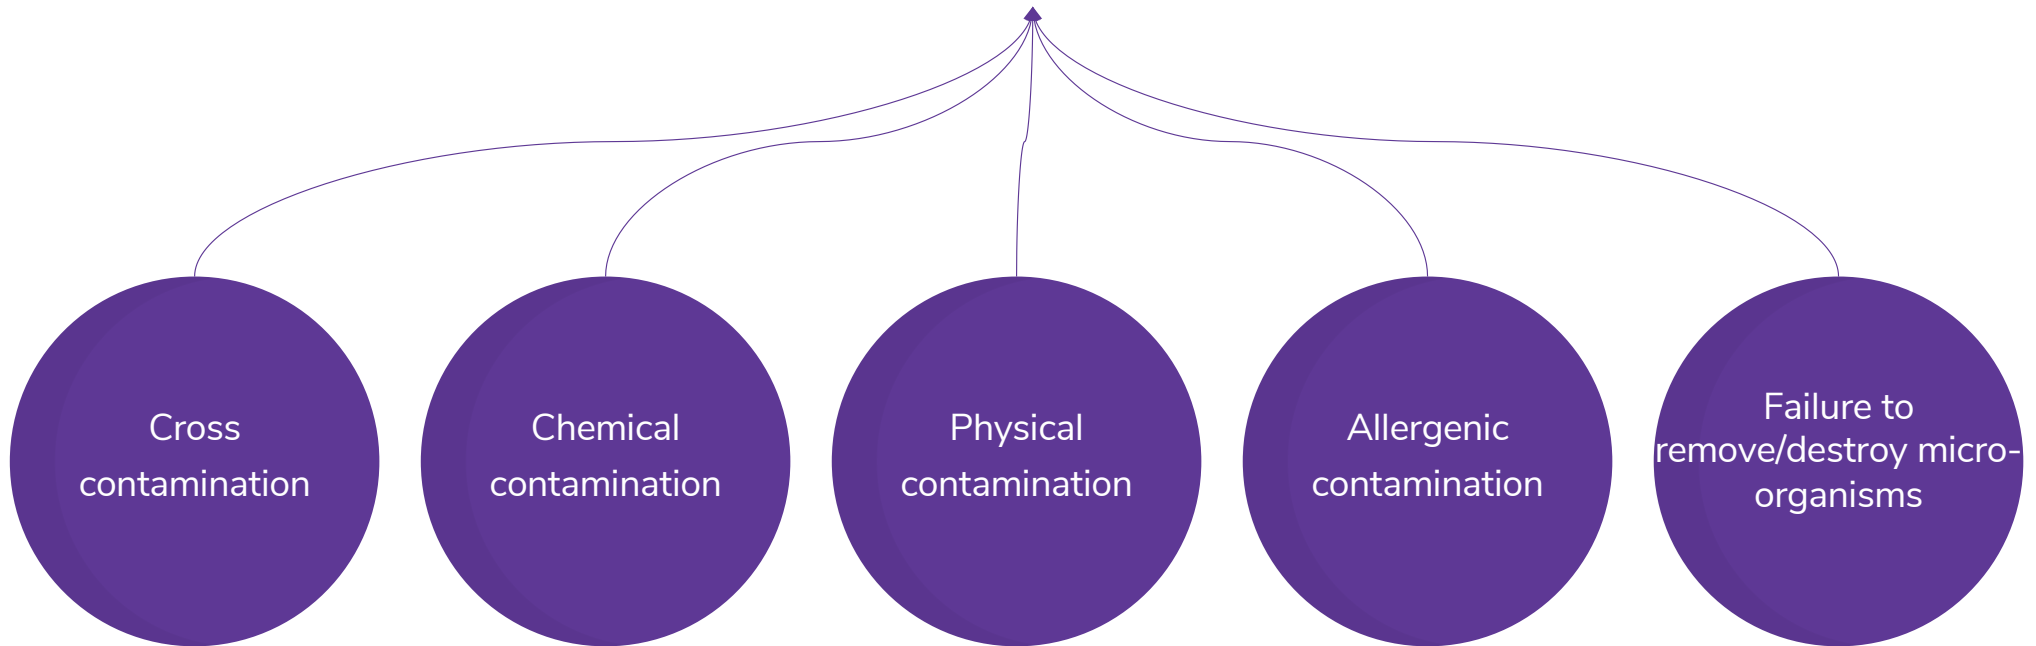 Cross
contamination
Chemical
contamination
Physical
contamination
Allergenic
contamination
Failure to
remove/destroy micro-
organisms